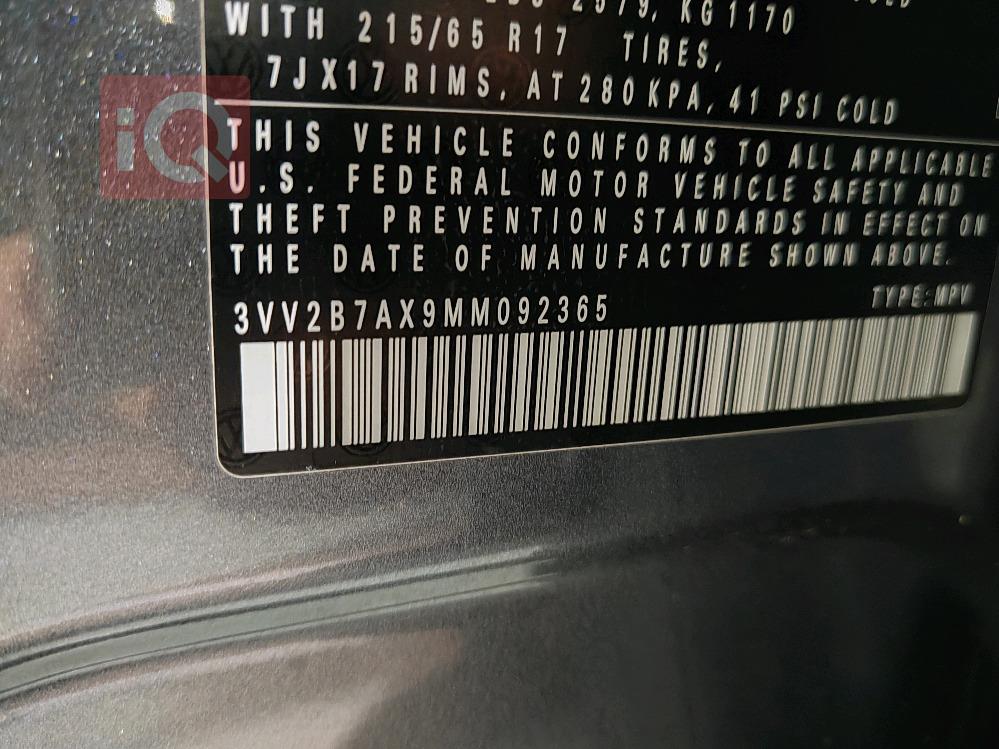 KG1170
WITH 215/65 R17 TIRES,
7JX17 RIMS, AT 280KPA, 41 PSI COLD
iQ
THIS VEHICLE CONFORMS TO ALL APPLICABLE
U.S. FEDERAL MOTOR VEHICLE SAFETY AND
THEFT PREVENTION STANDARDS IN EFFECT ON
THE DATE OF MANUFACTURE SHOWN ABOVE.
3VV2B7AX9MM092365 TYPE:MPV